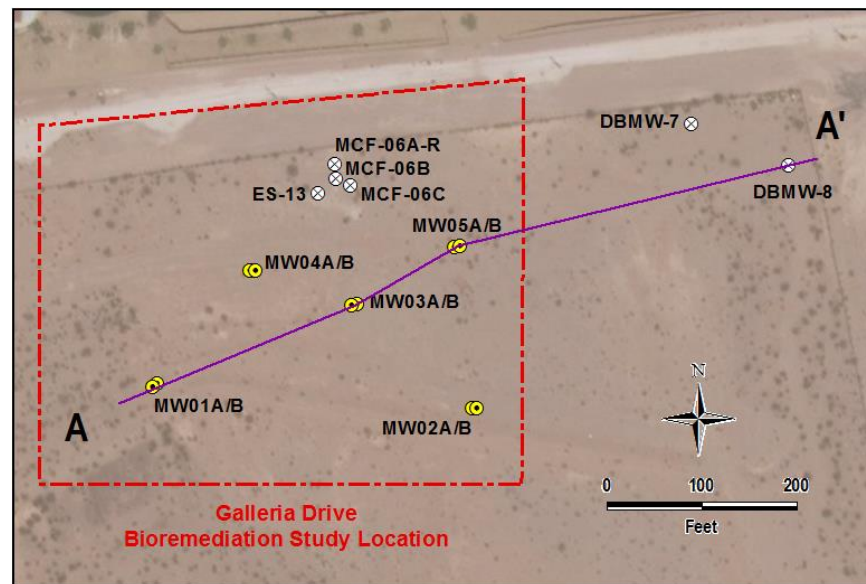 DBMW-7
A'
MCF-06A-R
MCF-06B
ES-13
MCF-06C
DBMW-8
MW05A/B
MW04A/B
MW03A/B
N
MW01A/B
A
MW02A/B
0 100 200
Feet
Galleria Drive
Bioremediation Study Location